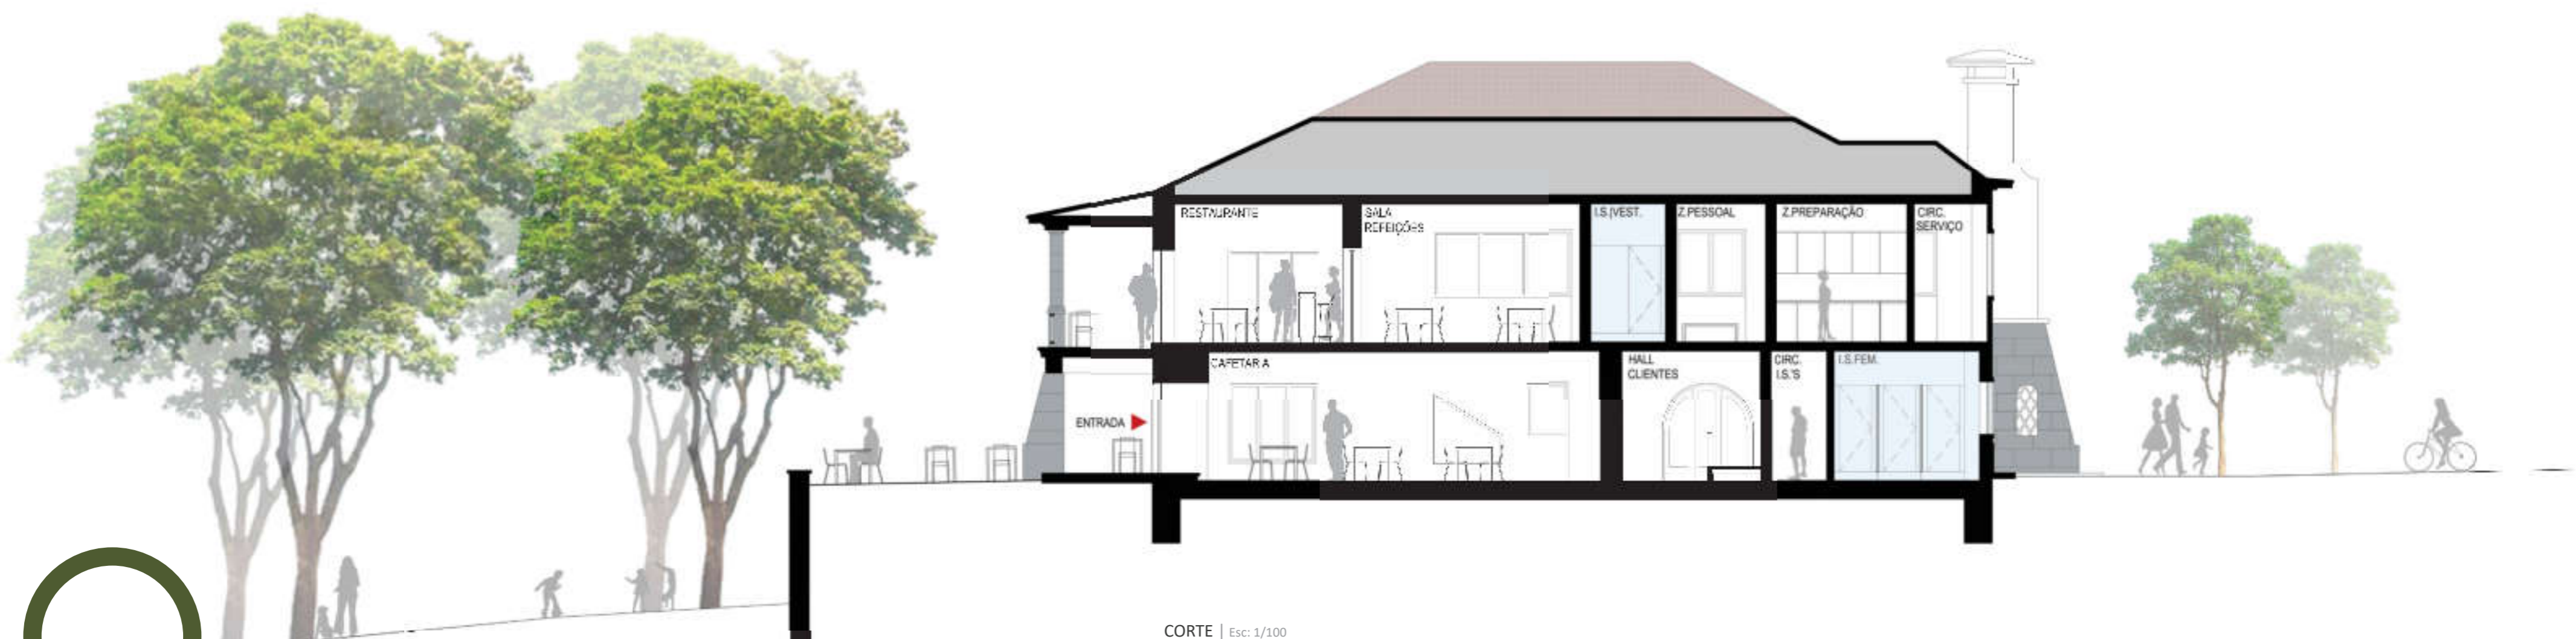 RESTAURANTE
SALA
REFEIÇÕES
I.S.|VEST.
Z.PESSOAL
Z.PREPARAÇÃO
CIRC.
SERVIÇO
CAFETARIA
HALL
CLIENTES
CIRC.
I.S.'S
I.S.FEM.
ENTRADA
CORTE | Esc: 1/100